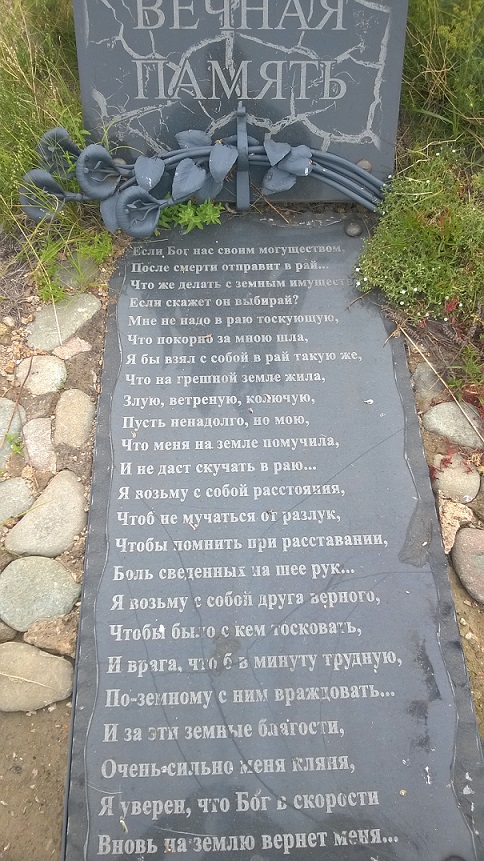 ВЕЧНАЯ
ПАМЯТЬ
Если Бог нас своим могуществом,
После смерти отправит в рай...
Что же делать с земным имуществ
Если скажет он выбирай?
Мне не надо в раю тоскующую,
Что покорно за мною шла,
Я бы взял с собой в рай такую же,
Что на грешной земле жила,
Злую, ветреную, колючую,
Пусть ненадолго, но мою,
Что меня на земле помучила,
И не даст скучать в раю...
Я возьму с собой расстояния,
Чтоб не мучаться от разлук,
Чтобы помнить при расставании,
Боль сведенных на шее рук...
Я возьму с собой друга верного,
Чтобы было с кем тосковать,
И врага, что б в минуту трудную,
По-земному с ним враждовать...
И за эти земные благости,
Очень-сильно меня кляня,
Я уверен, что Бог в скорости
Вновь на землю вернет меня...